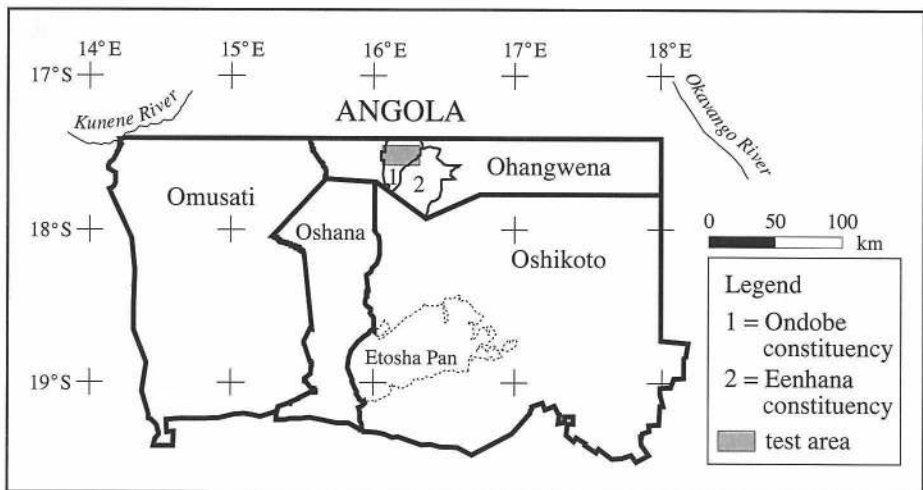 14°E 15°E 16°E 17°E 18°E
17°S
Kunene River
ANGOLA
Okavango River
Ohangwena
1 2
Omusati
Oshana
18°S
Oshikoto
0 50 100
km
Etosha Pan
19°S
Legend
1 = Ondobe
constituency
2 = Eenhana
constituency
test area